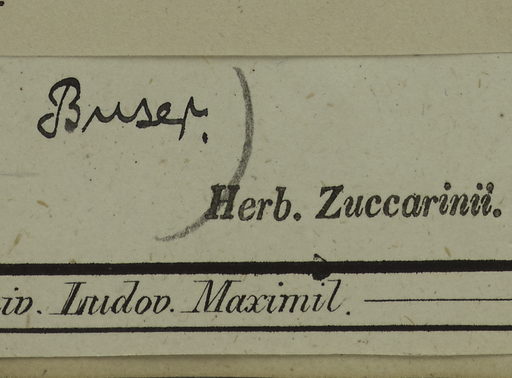 Buser.
Herb. Zuccarinii.
iv. Ludov. Maximil.